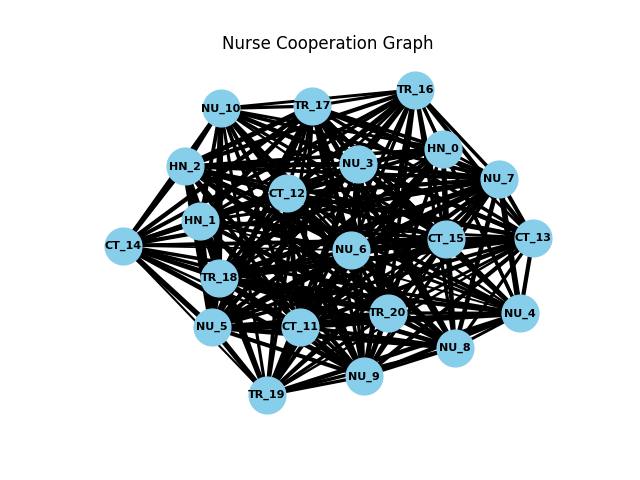 Nurse Cooperation Graph
TR_16
NU_10
TR_17
HN_0
NU_3
HN_2
NU_7
CT_12
HN_1
CT_13
CT_15
CT_14
NU_6
TR_18
TR_20
NU_4
NU_5
CT_11
NU_8
NU_9
TR_19